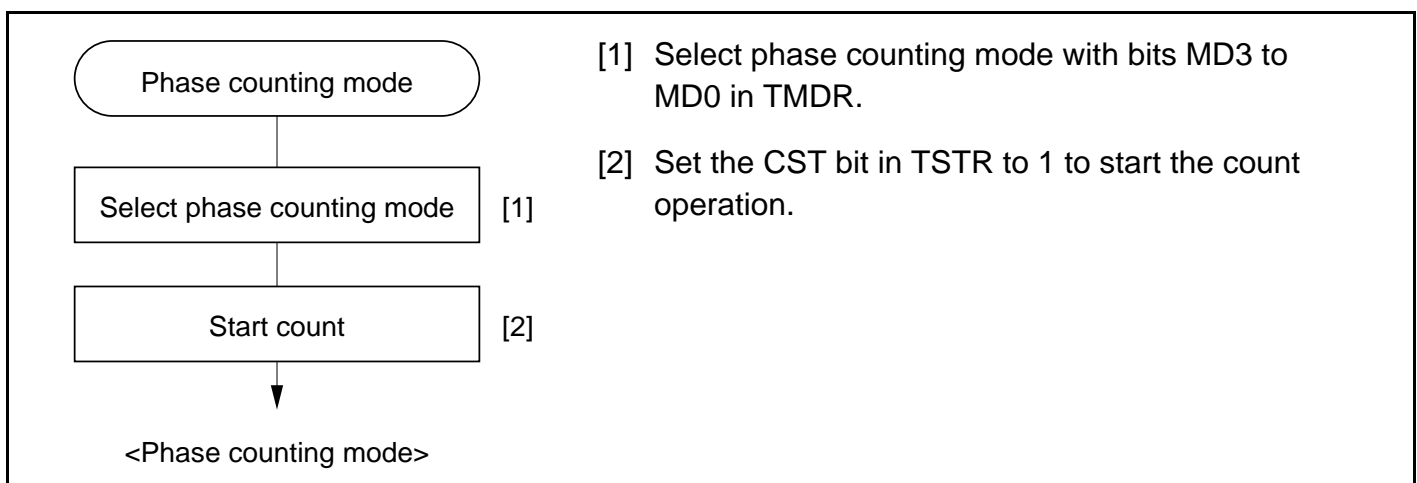 Phase counting mode
Select phase counting mode [1]
Start count [2]
<Phase counting mode>
[1] Select phase counting mode with bits MD3 to
MD0 in TMDR.
[2] Set the CST bit in TSTR to 1 to start the count
operation.